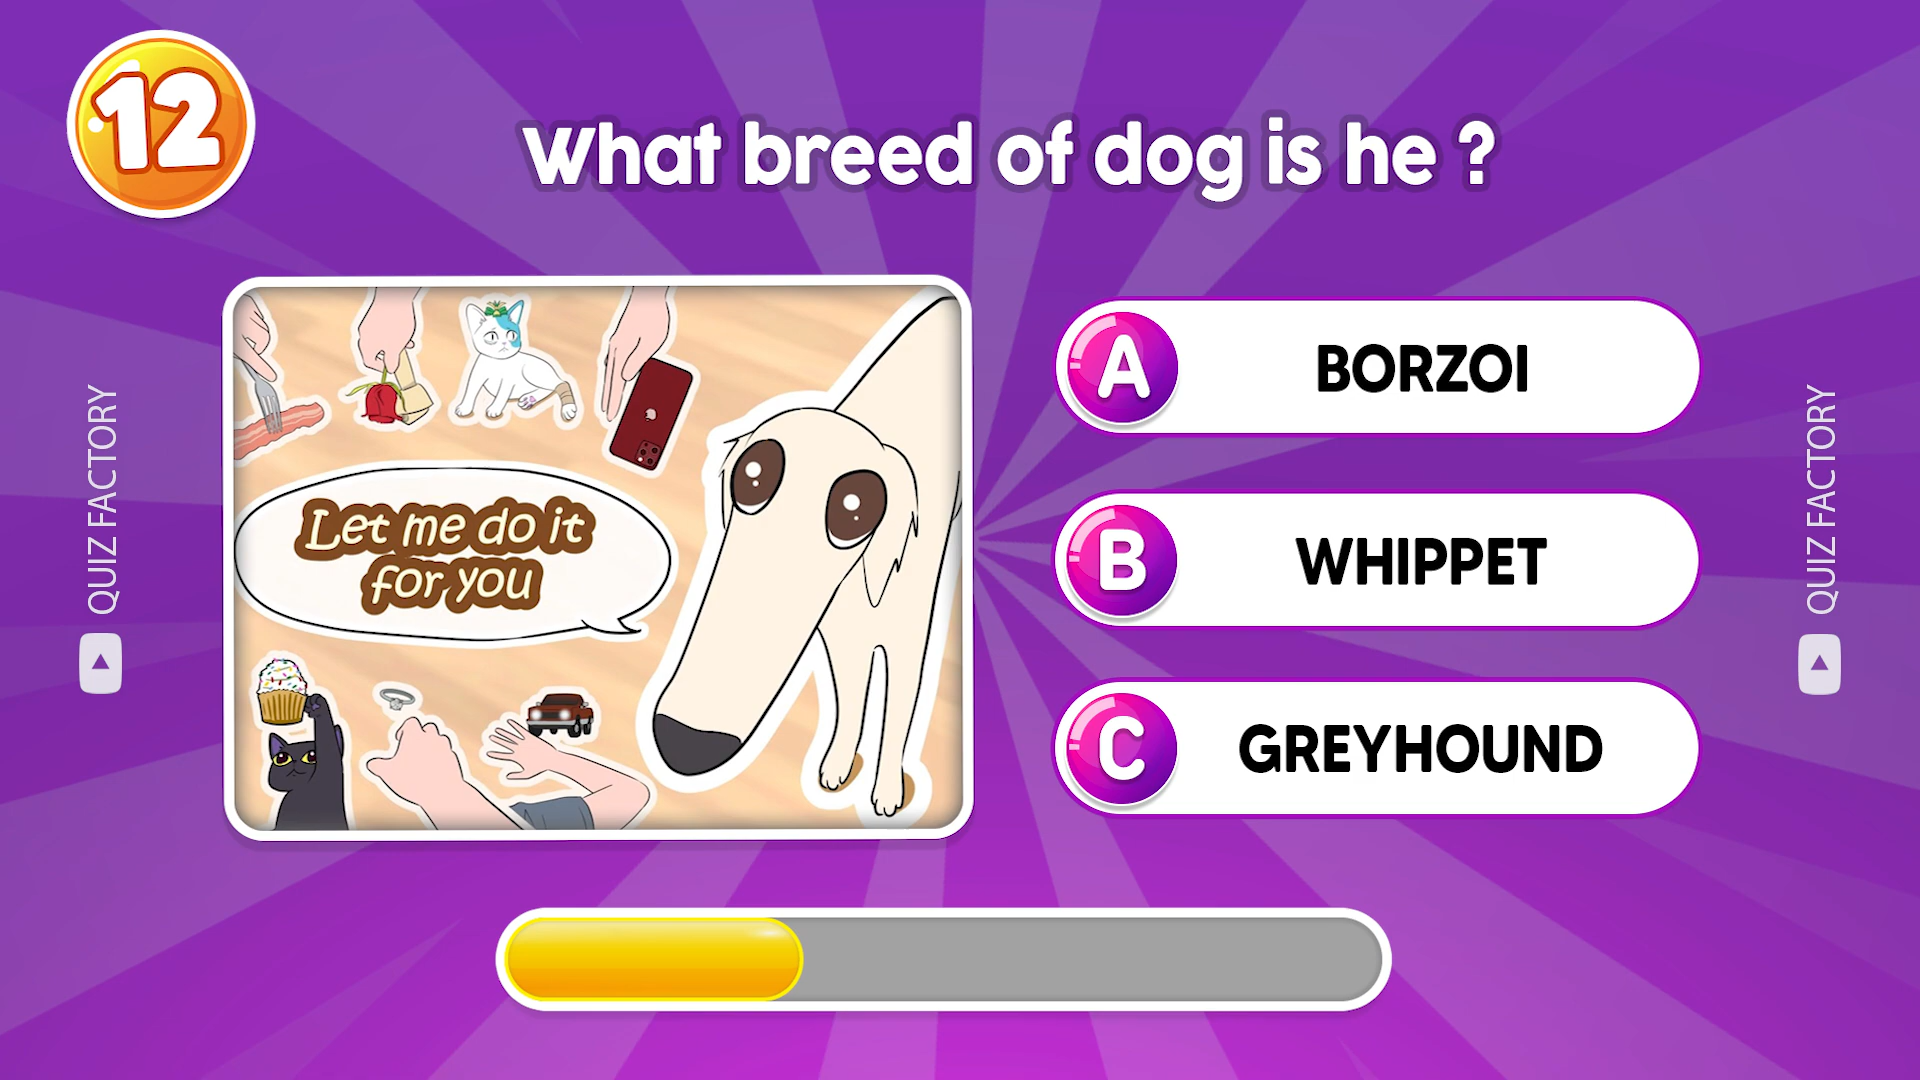 12
What breed of dog is he ?
Let me do it
for you
A BORZOI
B WHIPPET
C GREYHOUND
QUIZ FACTORY
QUIZ FACTORY